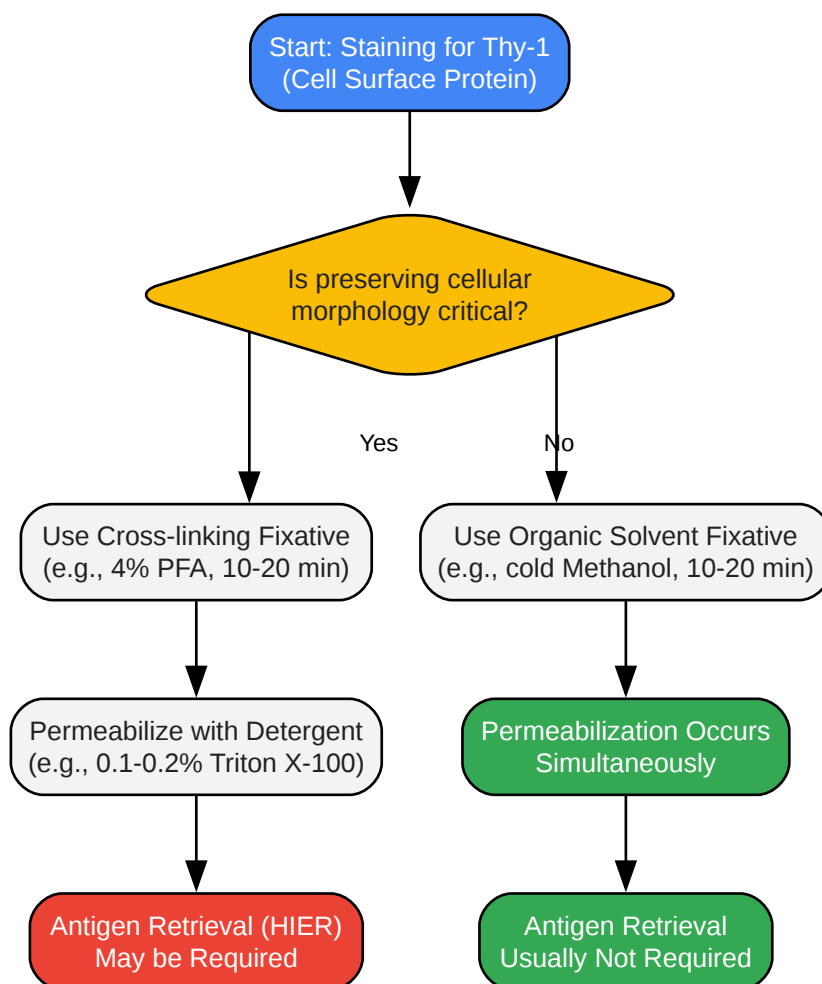 Start: Staining for Thy-1
(Cell Surface Protein)
Is preserving cellular
morphology critical?
Yes
No
Use Cross-linking Fixative
(e.g., 4% PFA, 10-20 min)
Use Organic Solvent Fixative
(e.g., cold Methanol, 10-20 min)
Permeabilize with Detergent
(e.g., 0.1-0.2% Triton X-100)
Permeabilization Occurs
Simultaneously
Antigen Retrieval (HIER)
May be Required
Antigen Retrieval
Usually Not Required